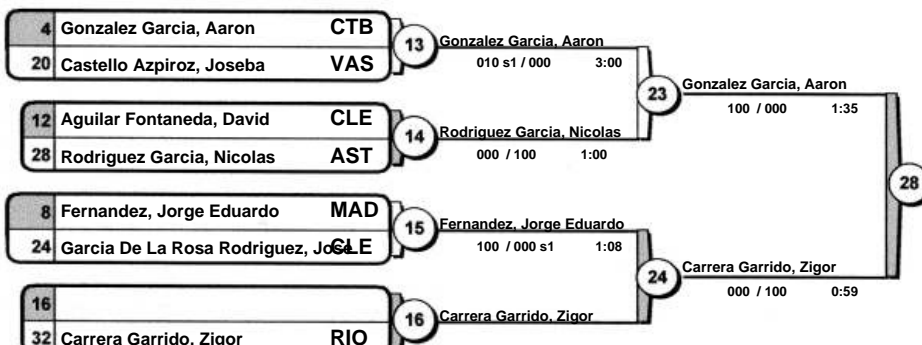 4 Gonzalez Garcia, Aaron CTB
20 Castello Azpiroz, Joseba VAS
13
Gonzalez Garcia, Aaron
010 s1 / 000 3:00
12 Aguilar Fontaneda, David CLE
28 Rodriguez Garcia, Nicolas AST
14
Rodriguez Garcia, Nicolas
000 / 100 1:00
23
Gonzalez Garcia, Aaron
100 / 000 1:35
8 Fernandez, Jorge Eduardo MAD
24 Garcia De La Rosa Rodriguez, Jose CLE
15
Fernandez, Jorge Eduardo
100 / 000 s1 1:08
16
32 Carrera Garrido, Zigor RIO
16
Carrera Garrido, Zigor
24
Carrera Garrido, Zigor
000 / 100 0:59
28